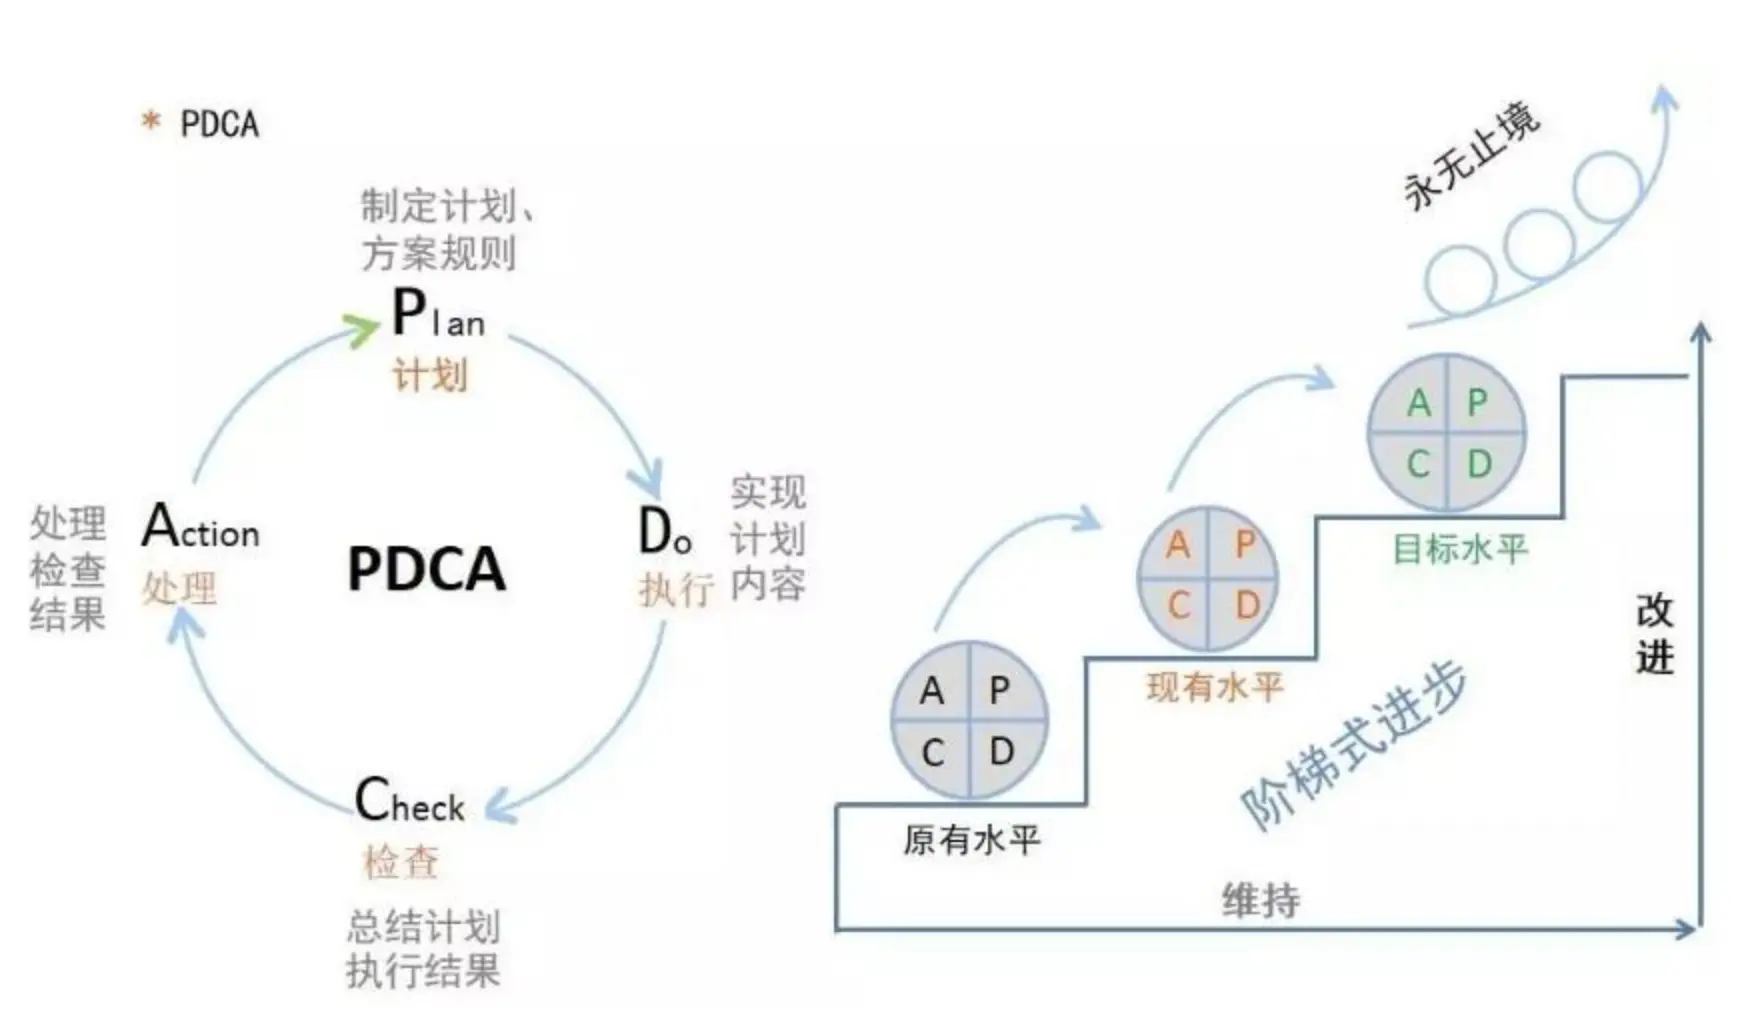 * PDCA
制定计划、
方案规则
Plan
计划
Do
执行
实现
计划
内容
Check
检查
总结计划
执行结果
Action
处理
处理
检查
结果
PDCA
A P
C D
原有水平
A P
C D
现有水平
A P
C D
目标水平
永无止境
阶梯式进步
改
进
维持